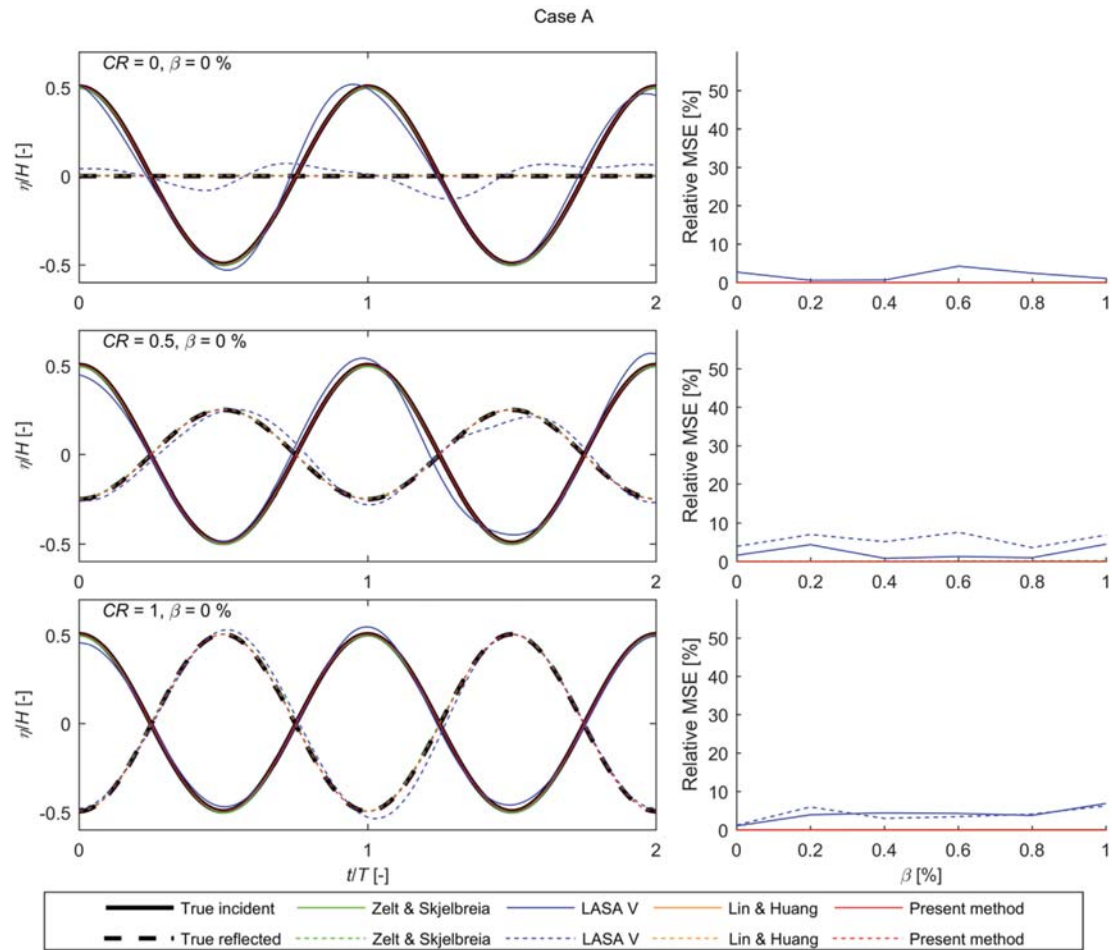 Case A
CR = 0, β = 0 %
η/H [-]
0.5
0
-0.5
0
1
2
Relative MSE [%]
50
40
30
20
10
0
0
0.2
0.4
0.6
0.8
1
CR = 0.5, β = 0 %
η/H [-]
0.5
0
-0.5
0
1
2
Relative MSE [%]
50
40
30
20
10
0
0
0.2
0.4
0.6
0.8
1
CR = 1, β = 0 %
η/H [-]
0.5
0
-0.5
0
1
2
t/T [-]
Relative MSE [%]
50
40
30
20
10
0
0
0.2
0.4
0.6
0.8
1
β [%]
True incident
Zelt & Skjelbreia
LASA V
Lin & Huang
Present method
True reflected
Zelt & Skjelbreia
LASA V
Lin & Huang
Present method